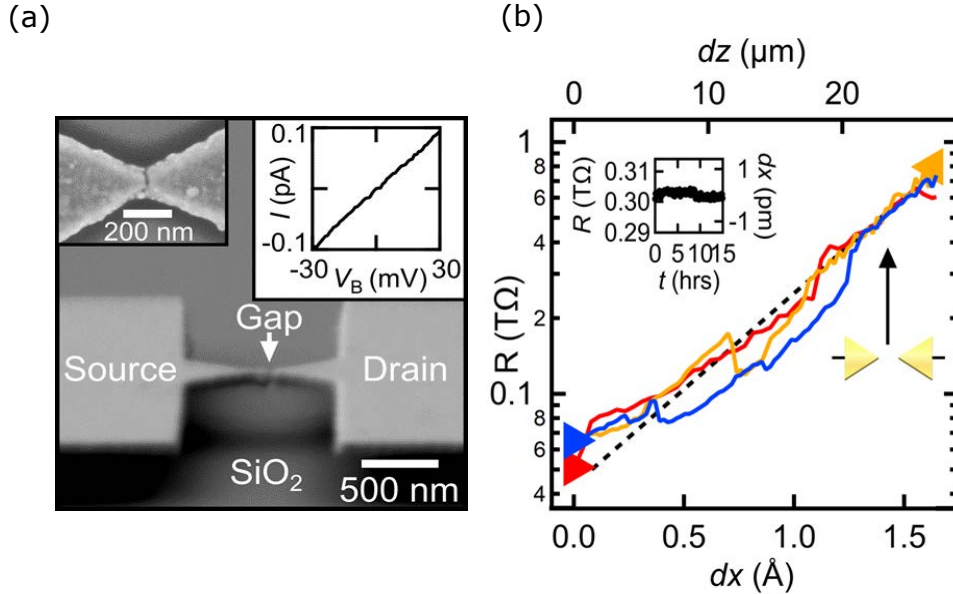 (a)
(b)
200 nm
0.1
I (pA)
-0.1
-30 V_B (mV) 30
Gap
Source
Drain
SiO₂
500 nm
dz (μm)
0 10 20
R (TΩ)
1
8
6
4
2
0.1
8
6
4
0.31
0.30
0.29
R (TΩ)
1
-1
dx (pm)
0 5 10 15
t (hrs)
0.0 0.5 1.0 1.5
dx (Å)